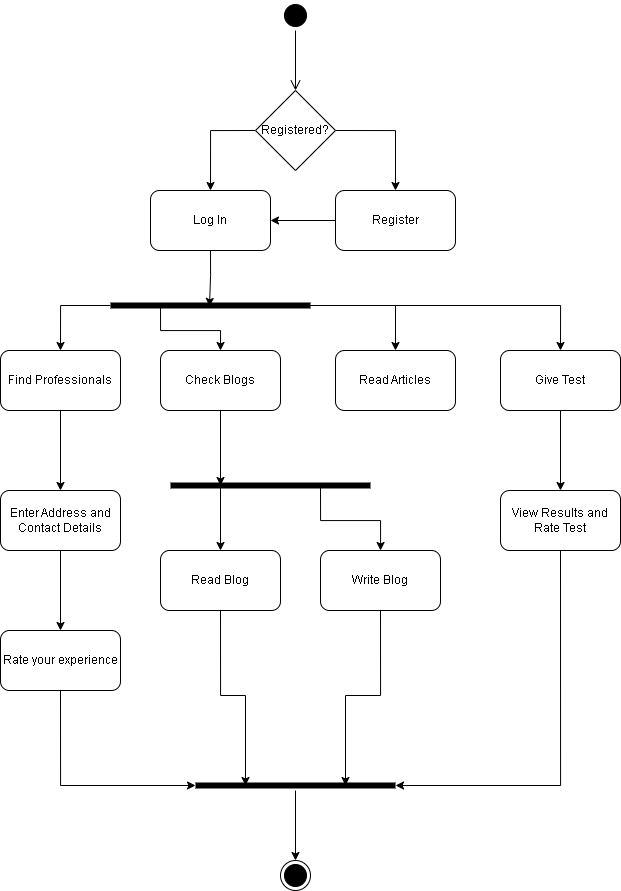 Registered?
Log In
Register
Find Professionals
Check Blogs
Read Articles
Give Test
Enter Address and
Contact Details
View Results and
Rate Test
Read Blog
Write Blog
Rate your experience